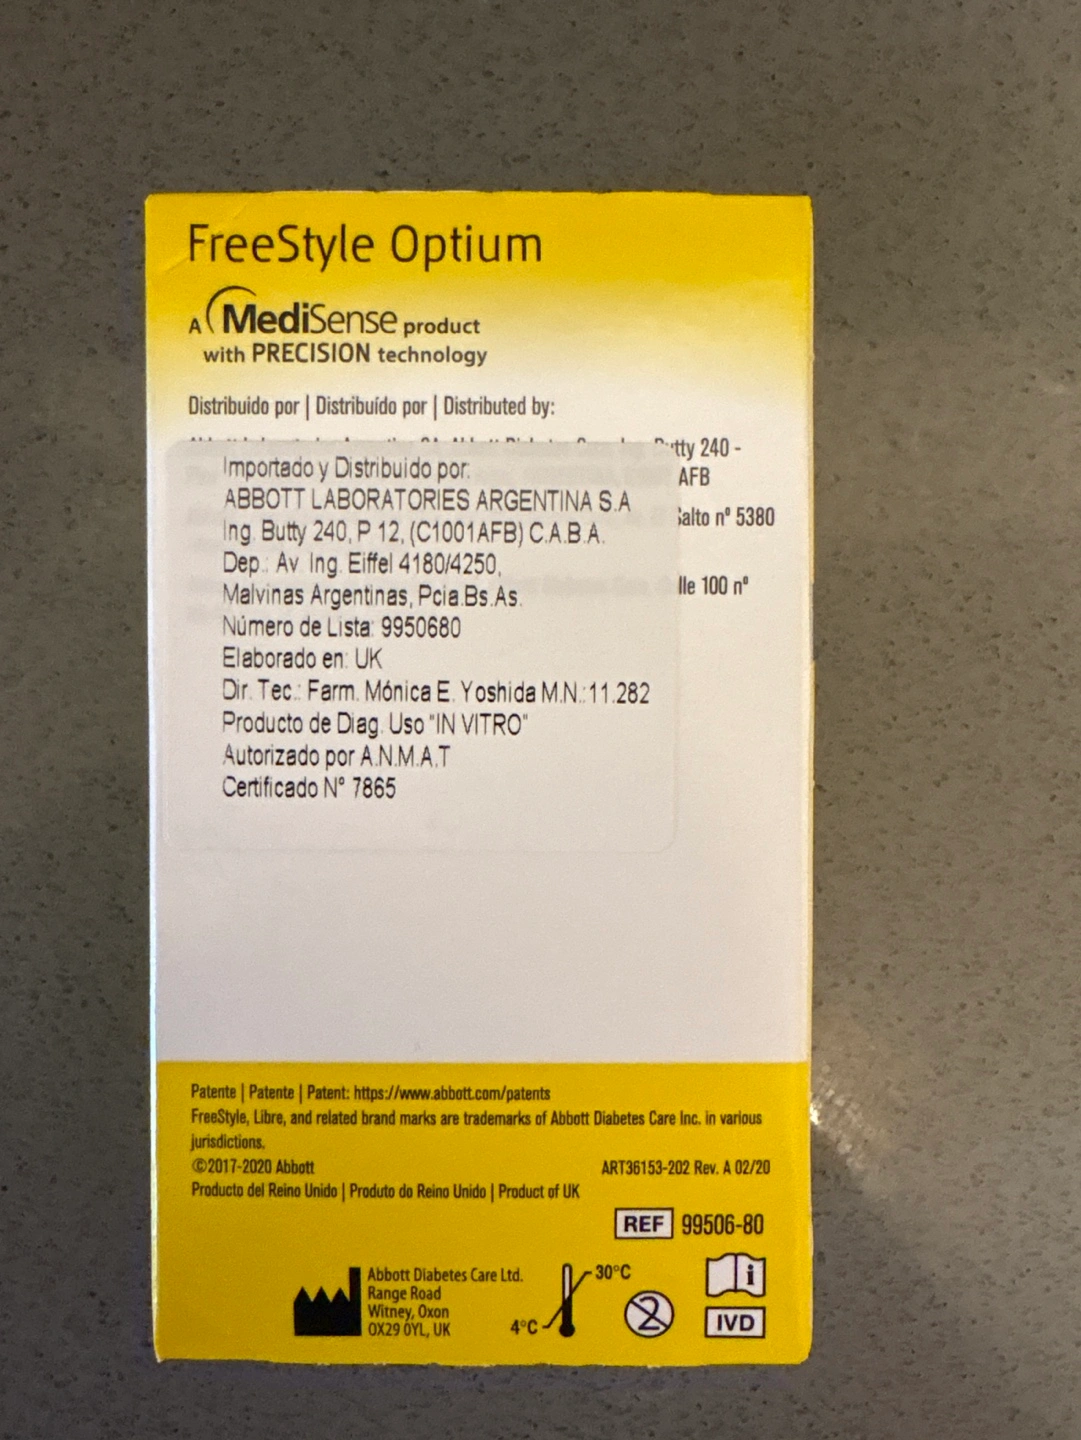 FreeStyle Optium
A MediSense product
with PRECISION technology
Distribuido por | Distribuído por | Distributed by:
240 -
AFB
Salto nº 5380
100 nº
Importado y Distribuido por:
ABBOTT LABORATORIES ARGENTINA S.A
Ing. Butty 240, P 12, (C1001AFB) C.A.B.A.
Dep.: Av. Ing. Eiffel 4180/4250,
Malvinas Argentinas, Pcia.Bs.As.
Número de Lista: 9950680
Elaborado en: UK
Dir. Tec.: Farm. Mónica E. Yoshida M.N.:11.282
Producto de Diag. Uso "IN VITRO"
Autorizado por A.N.M.A.T
Certificado N° 7865
Patente | Patente | Patent: https://www.abbott.com/patents
FreeStyle, Libre, and related brand marks are trademarks of Abbott Diabetes Care Inc. in various
jurisdictions.
©2017-2020 Abbott
ART36153-202 Rev. A 02/20
Producto del Reino Unido | Produto do Reino Unido | Product of UK
REF 99506-80
Abbott Diabetes Care Ltd.
Range Road
Witney, Oxon
OX29 0YL, UK
30°C
4°C
2
i
IVD